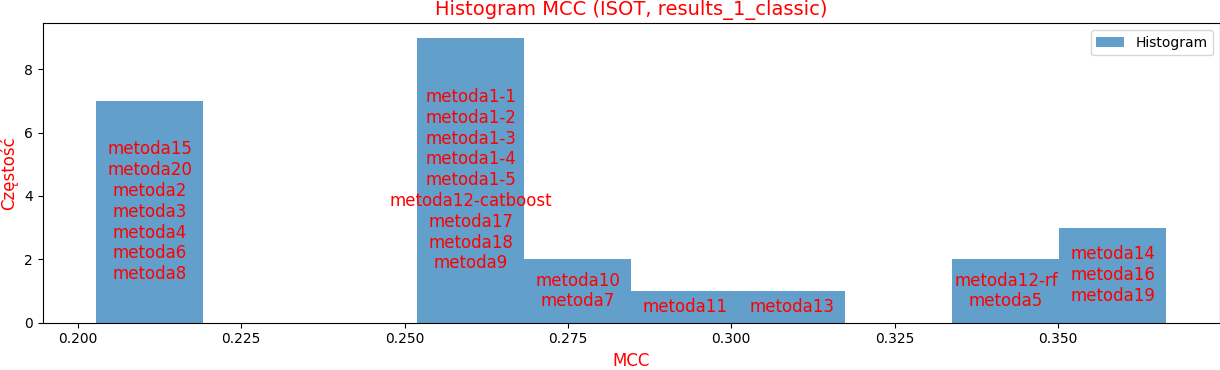 Histogram MCC (ISOT, results_1_classic)
Histogram
Częstość
8
6
4
2
0
metoda15
metoda20
metoda2
metoda3
metoda4
metoda6
metoda8
metoda1-1
metoda1-2
metoda1-3
metoda1-4
metoda1-5
metoda12-catboost
metoda17
metoda18
metoda9
metoda10
metoda7
metoda11
metoda13
metoda12-rf
metoda5
metoda14
metoda16
metoda19
0.200 0.225 0.250 0.275 0.300 0.325 0.350
MCC